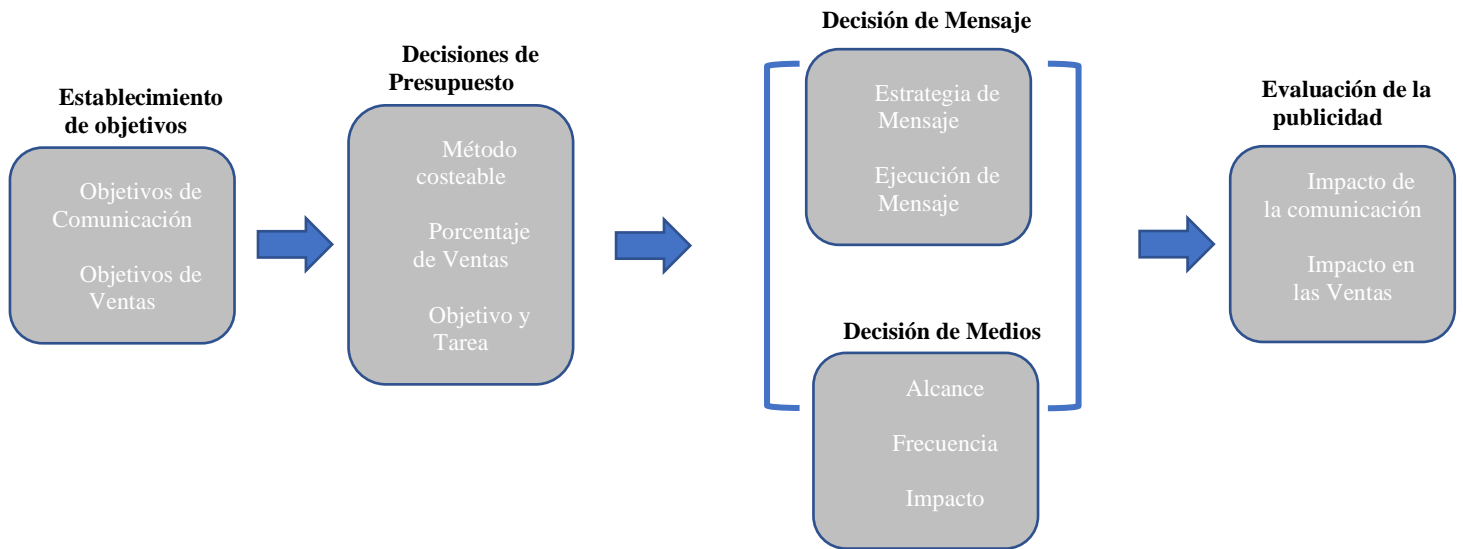 Establecimiento
de objetivos
Objetivos de
Comunicación
Objetivos de
Ventas
Decisiones de
Presupuesto
Método
costeable
Porcentaje
de Ventas
Objetivo y
Tarea
Decisión de Mensaje
Estrategia de
Mensaje
Ejecución de
Mensaje
Decisión de Medios
Alcance
Frecuencia
Impacto
Evaluación de la
publicidad
Impacto de
la comunicación
Impacto en
las Ventas